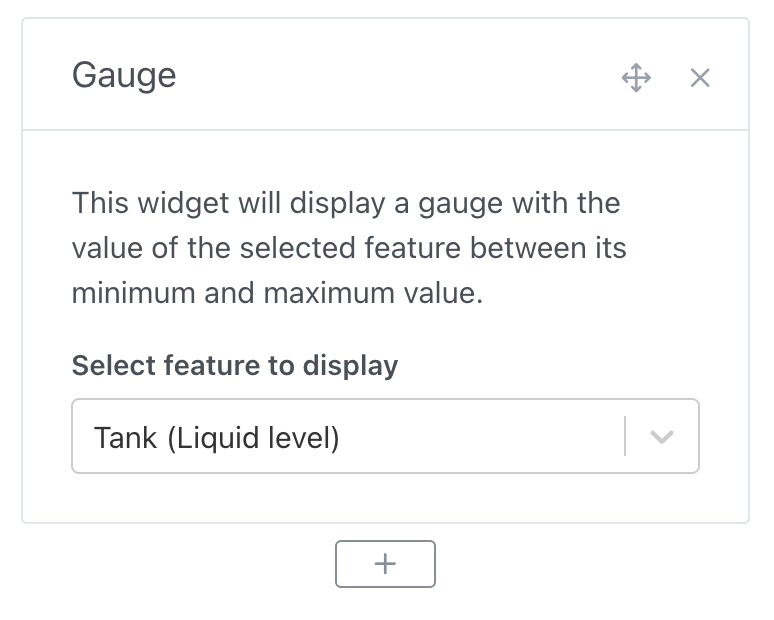 Gauge
This widget will display a gauge with the
value of the selected feature between its
minimum and maximum value.
Select feature to display
Tank (Liquid level)